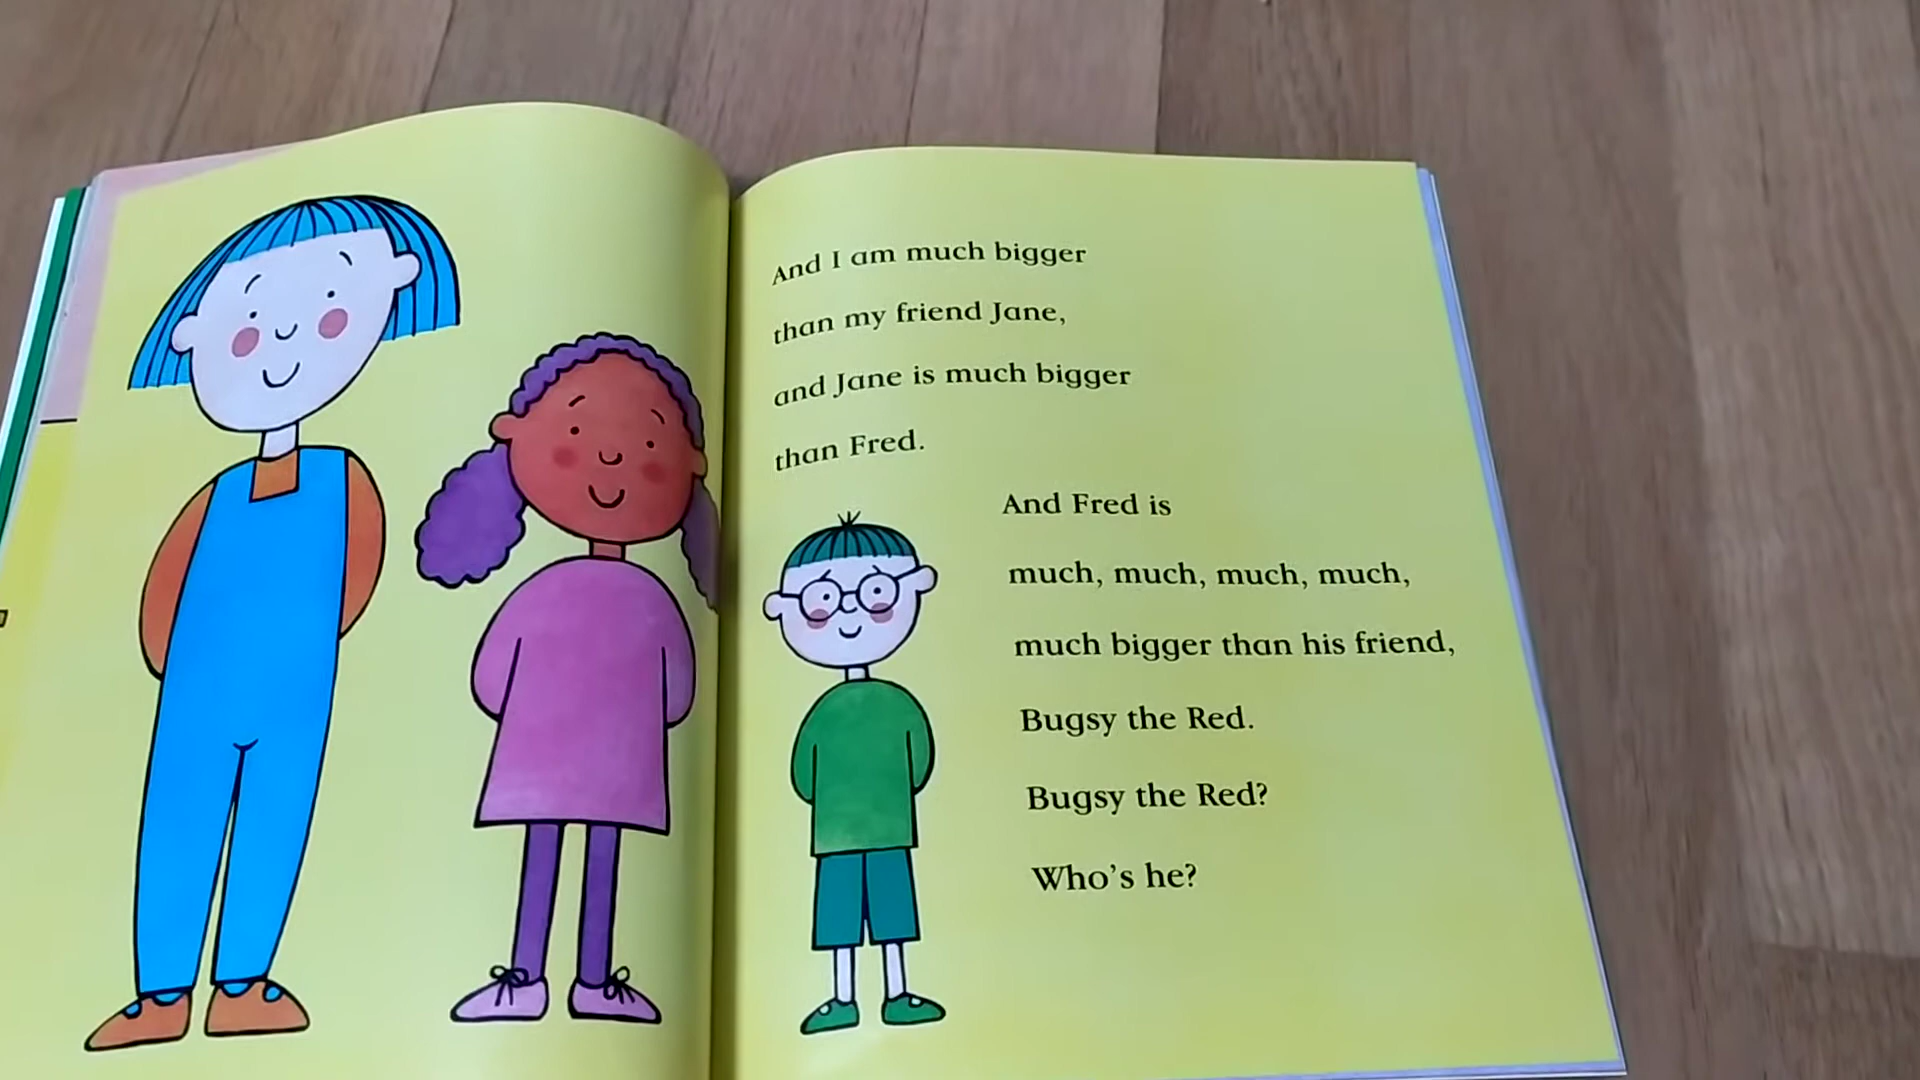 And I am much bigger
than my friend Jane,
and Jane is much bigger
than Fred.
And Fred is
much, much, much, much,
much bigger than his friend,
Bugsy the Red.
Bugsy the Red?
Who's he?